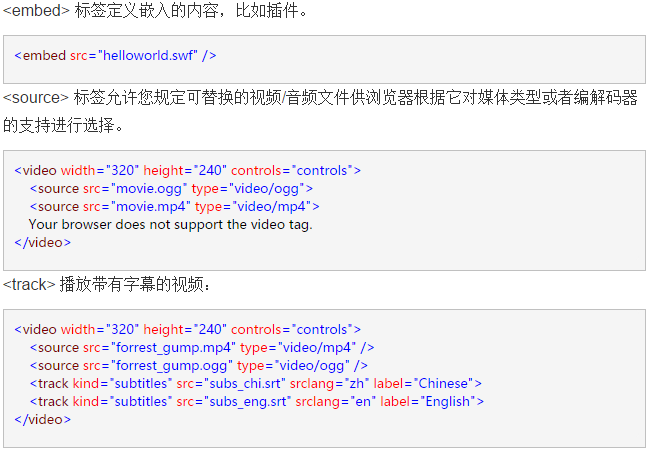 <embed> 标签定义嵌入的内容，比如插件。
<embed src="helloworld.swf" />
<source> 标签允许您规定可替换的视频/音频文件供浏览器根据它对媒体类型或者编解码器
的支持进行选择。
<video width="320" height="240" controls="controls">
<source src="movie.ogg" type="video/ogg">
<source src="movie.mp4" type="video/mp4">
Your browser does not support the video tag.
</video>
<track> 播放带有字幕的视频：
<video width="320" height="240" controls="controls">
<source src="forrest_gump.mp4" type="video/mp4" />
<source src="forrest_gump.ogg" type="video/ogg" />
<track kind="subtitles" src="subs_chi.srt" srclang="zh" label="Chinese">
<track kind="subtitles" src="subs_eng.srt" srclang="en" label="English">
</video>